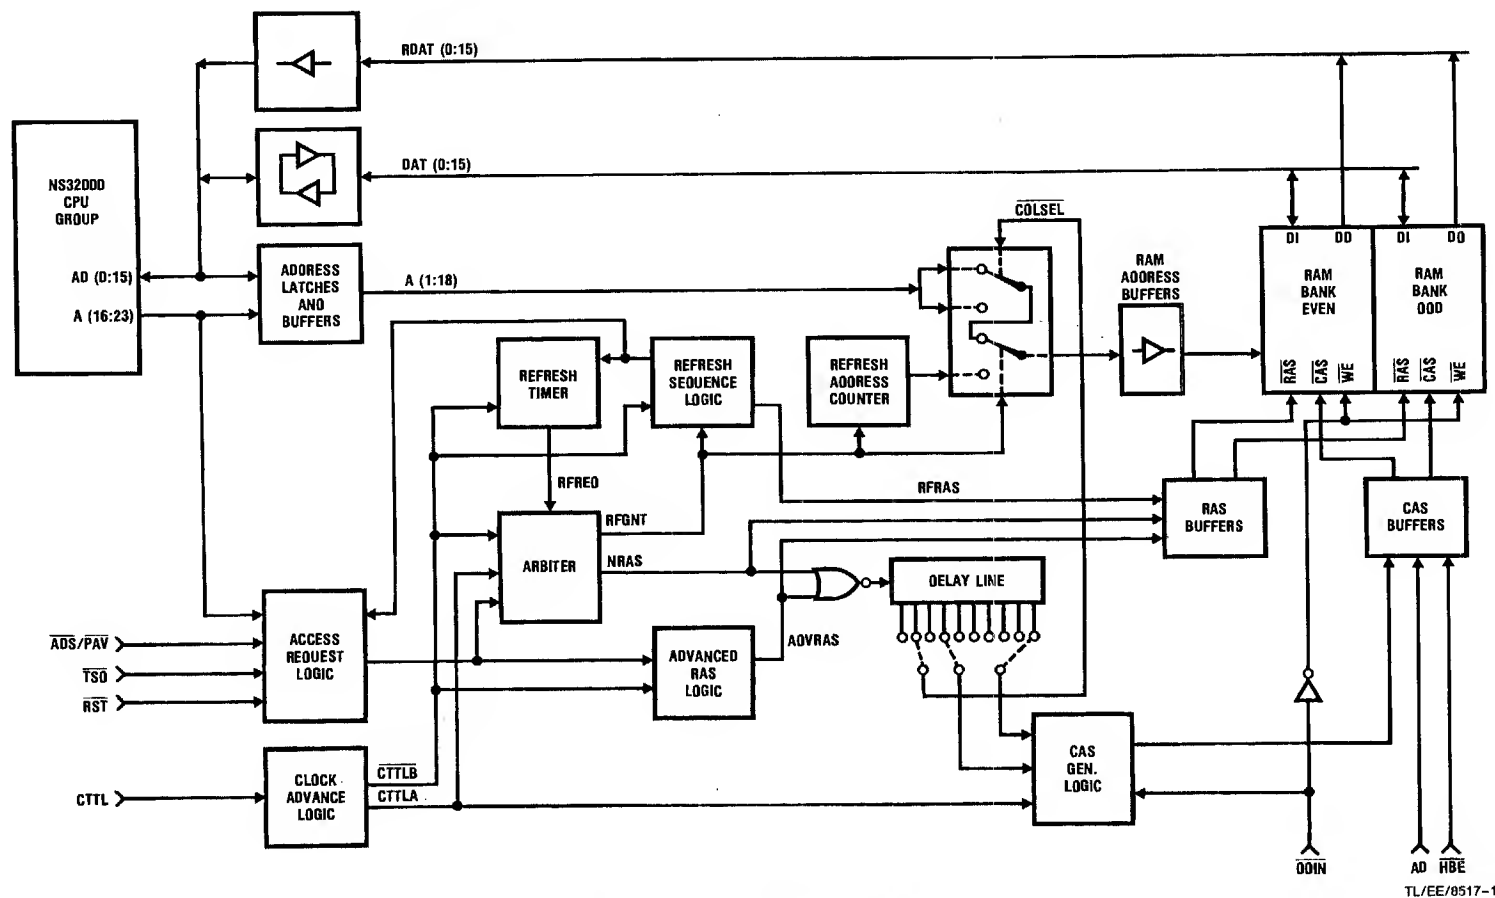 RDAT (0:15)
NS32000
CPU
GROUP
DAT (0:15)
COLSEL
AD (0:15)
A (16:23)
ADDRESS
LATCHES
AND
BUFFERS
A (1:18)
RAM
ADDRESS
BUFFERS
DI
DO
DI
DO
RAM
BANK
EVEN
RAM
BANK
ODD
RAS
CAS
WE
RAS
CAS
WE
REFRESH
TIMER
REFRESH
SEQUENCE
LOGIC
REFRESH
ADDRESS
COUNTER
RFREQ
RFRAS
RAS
BUFFERS
CAS
BUFFERS
RFGNT
ARBITER
NRAS
DELAY LINE
ADVRAS
ADS/PAV
TSO
RST
ACCESS
REQUEST
LOGIC
ADVANCED
RAS
LOGIC
CTTL
CLOCK
ADVANCE
LOGIC
CTTLB
CTTLA
CAS
GEN.
LOGIC
DDIN
AD
HBE
TL/EE/8517-1